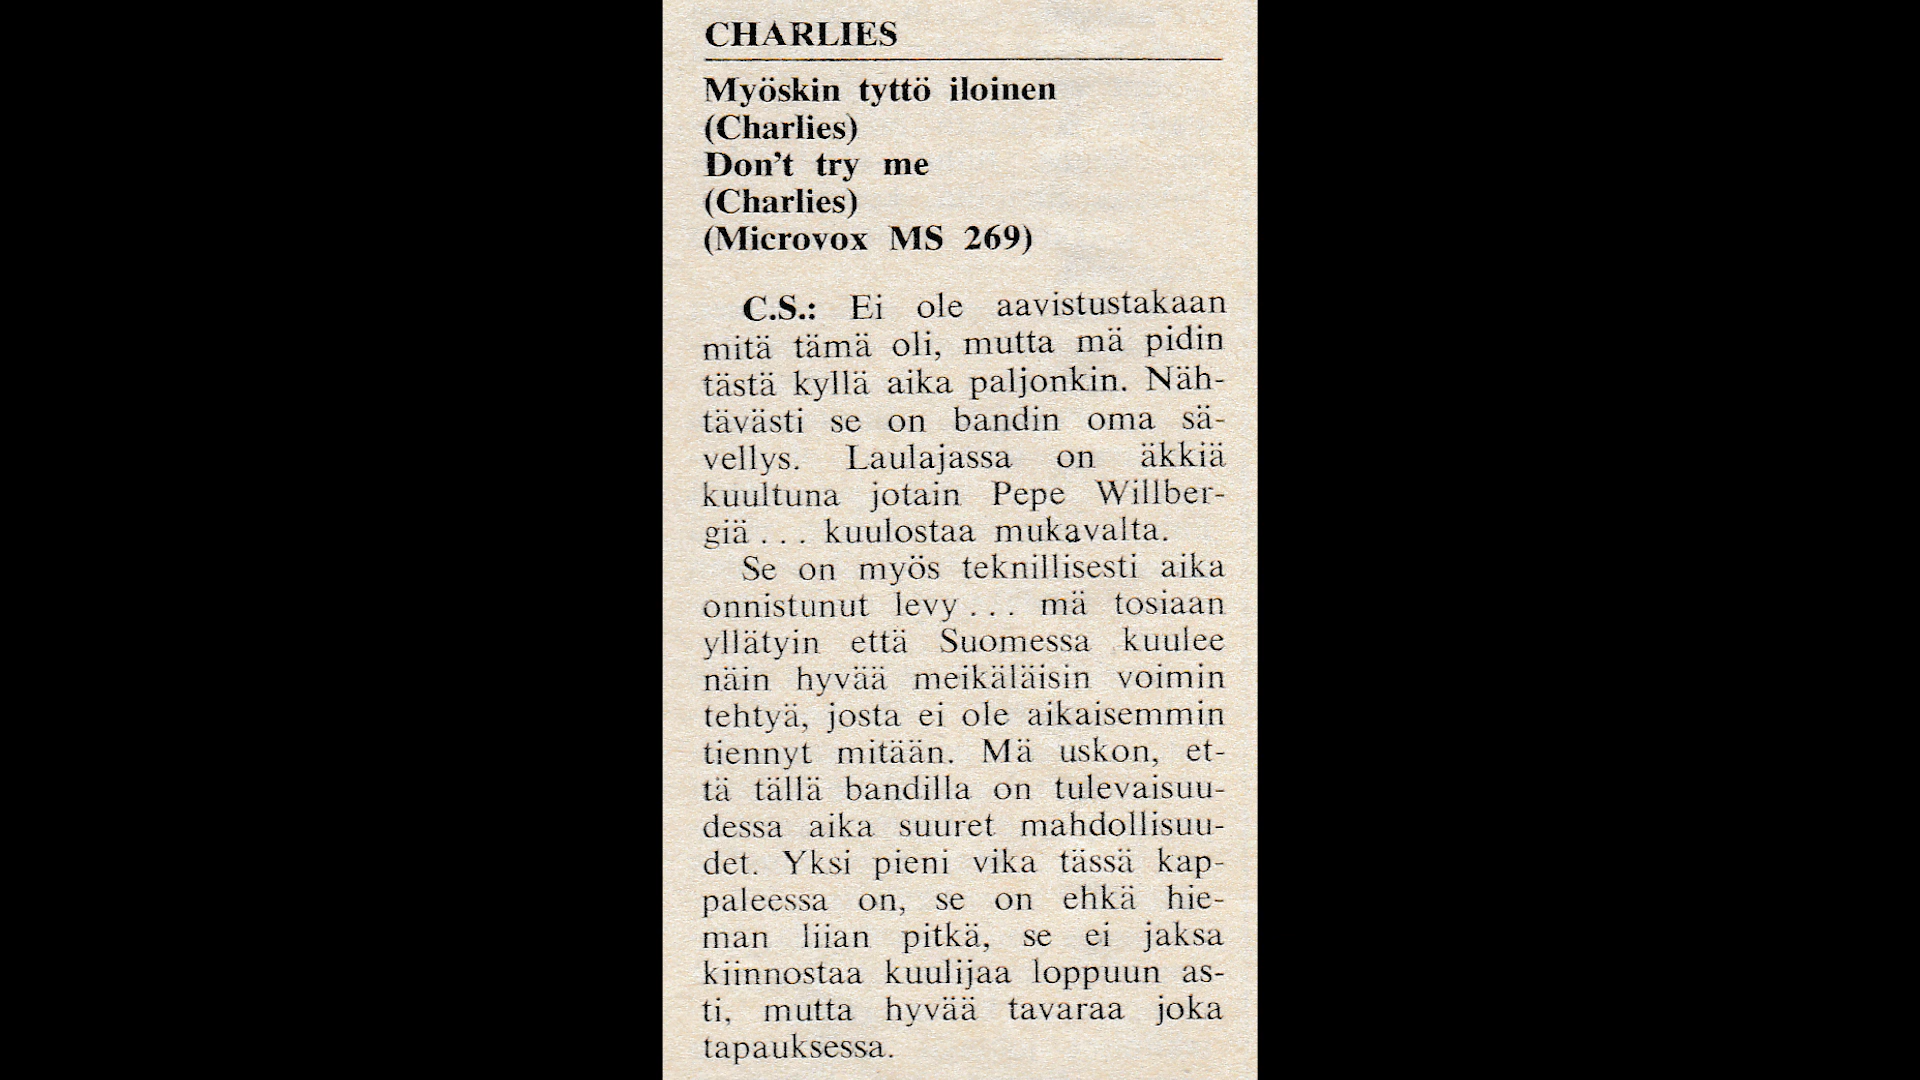 CHARLIES
Myöskin tyttö iloinen
(Charlies)
Don't try me
(Charlies)
(Microvox MS 269)
C.S.: Ei ole aavistustakaan
mitä tämä oli, mutta mä pidin
tästä kyllä aika paljonkin. Näh-
tävästi se on bandin oma sä-
vellys. Laulajassa on äkkiä
kuultuna jotain Pepe Willber-
giä . . . kuulostaa mukavalta.
Se on myös teknillisesti aika
onnistunut levy . . . mä tosiaan
yllätyin että Suomessa kuulee
näin hyvää meikäläisin voimin
tehtyä, josta ei ole aikaisemmin
tiennyt mitään. Mä uskon, et-
tä tällä bandilla on tulevaisuu-
dessa aika suuret mahdollisuu-
det. Yksi pieni vika tässä kap-
paleessa on, se on ehkä hie-
man liian pitkä, se ei jaksa
kiinnostaa kuulijaa loppuun as-
ti, mutta hyvää tavaraa joka
tapauksessa.